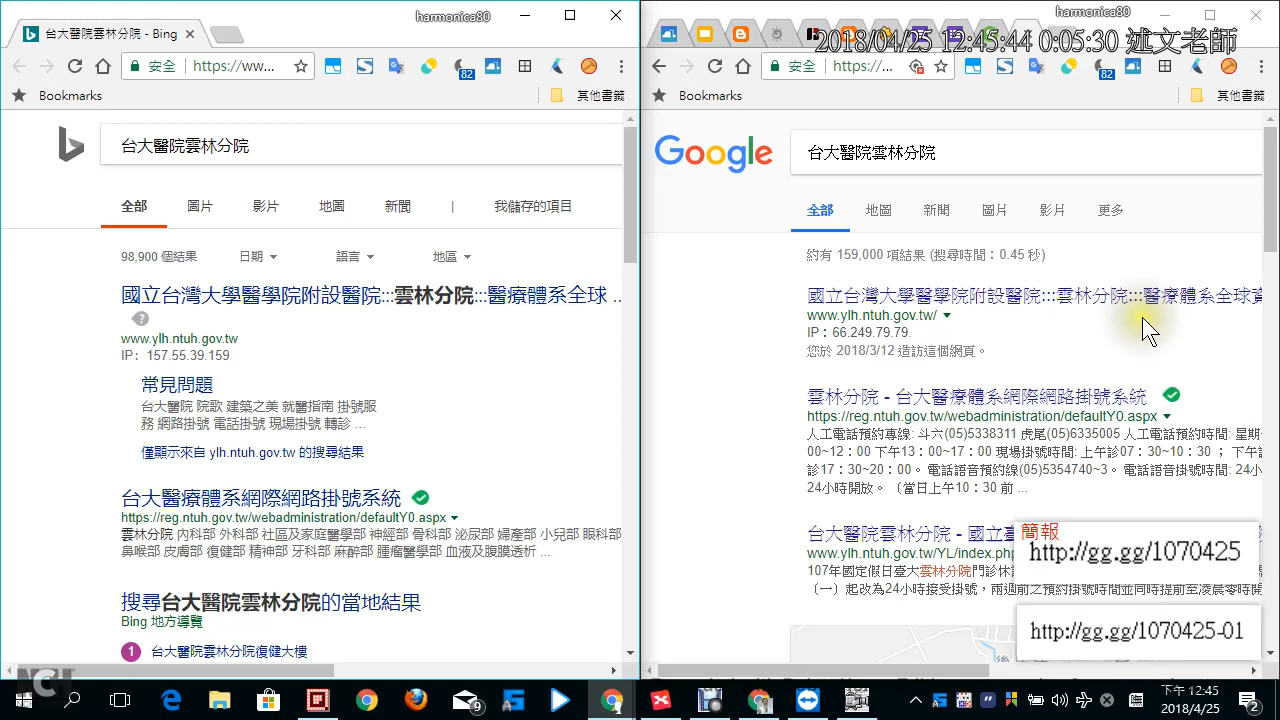 harmonica80
台大醫院雲林分院 - Bing
安全
https://ww...
82
Bookmarks
其他書籤
台大醫院雲林分院
全部
圖片
影片
地圖
新聞
|
我儲存的項目
98,900 個結果
日期
語言
地區
國立台灣大學醫學院附設醫院:::雲林分院:::醫療體系全球 ...
www.ylh.ntuh.gov.tw
IP： 157.55.39.159
常見問題
台大醫院 院歌 建築之美 就醫指南 掛號服
務 網路掛號 電話掛號 現場掛號 轉診 ...
僅顯示來自 ylh.ntuh.gov.tw 的搜尋結果
台大醫療體系網際網路掛號系統
https://reg.ntuh.gov.tw/webadministration/defaultY0.aspx
雲林分院 內科部 外科部 社區及家庭醫學部 神經部 骨科部 泌尿部 婦產部 小兒部 眼科部
鼻喉部 皮膚部 復健部 精神部 牙科部 麻醉部 腫瘤醫學部 血液及腹膜透析 ...
搜尋台大醫院雲林分院的當地結果
Bing 地方導覽
1
台大醫院雲林分院復健大樓
harmonica80
2018/04/25 12:45:44 0:05:30 述文老師
安全
https://...
82
Bookmarks
其他書籤
Google
台大醫院雲林分院
全部
地圖
新聞
圖片
影片
更多
約有 159,000 項結果 (搜尋時間：0.45 秒)
國立台灣大學醫學院附設醫院:::雲林分院:::醫療體系全球資
www.ylh.ntuh.gov.tw/
IP：66.249.79.79.
您於 2018/3/12 造訪這個網頁。
雲林分院 - 台大醫療體系網際網路掛號系統
https://reg.ntuh.gov.tw/webadministration/defaultY0.aspx
人工電話預約專線: 斗六(05)5338311 虎尾(05)6335005 人工電話預約時間: 星期
00~12：00 下午13：00~17：00 現場掛號時間: 上午診07：30~10：30 ； 下午
診17：30~20：00。 電話語音預約線(05)5354740~3。 電話語音掛號時間: 24小
24小時開放。〔當日上午10：30 前 ...
台大醫院雲林分院 - 國立
www.ylh.ntuh.gov.tw/YL/index.php
107年國定假日臺大雲林分院門診休
（一）起改為24小時接受掛號，兩週前之預約掛號時間並同時提前至凌晨零時開
簡報
http://gg.gg/1070425
http://gg.gg/1070425-01
NCU
9
下午 12:45
2018/4/25
2